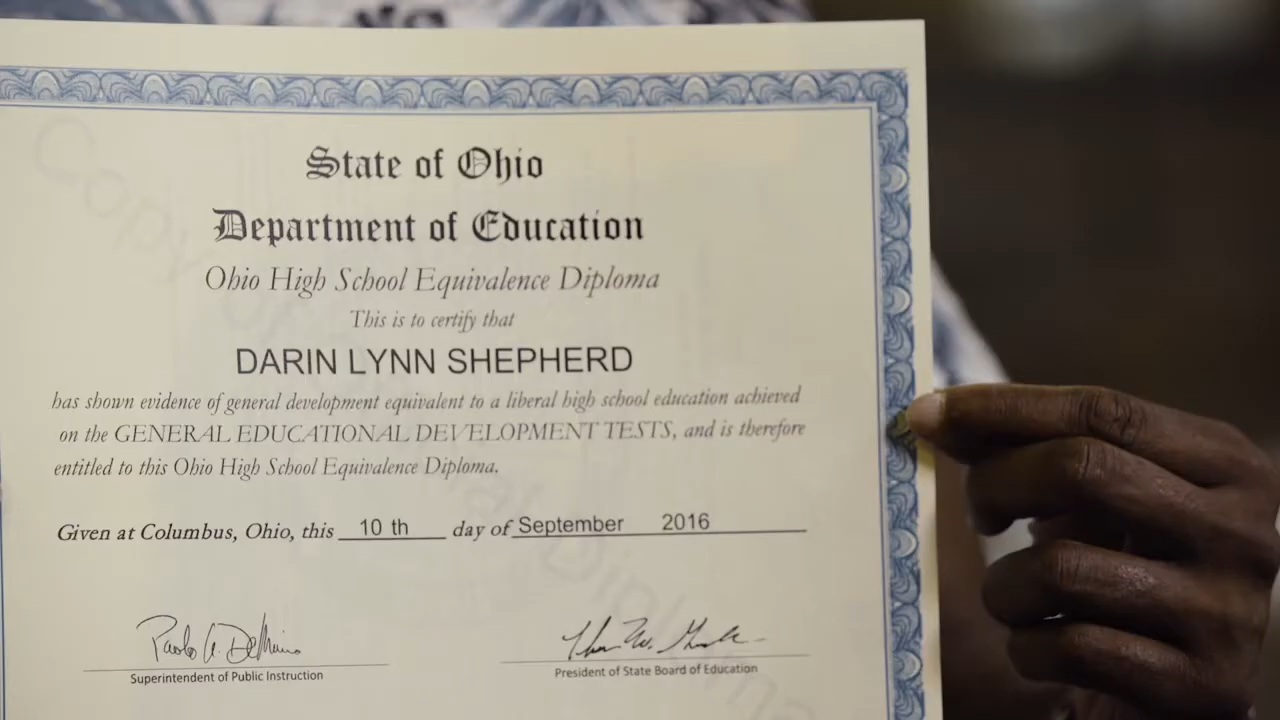 State of Ohio
Department of Education
Ohio High School Equivalence Diploma
This is to certify that
DARIN LYNN SHEPHERD
has shown evidence of general development equivalent to a liberal high school education achieved
on the GENERAL EDUCATIONAL DEVELOPMENT TESTS, and is therefore
entitled to this Ohio High School Equivalence Diploma.
Given at Columbus, Ohio, this 10 th day of September 2016
Superintendent of Public Instruction
President of State Board of Education